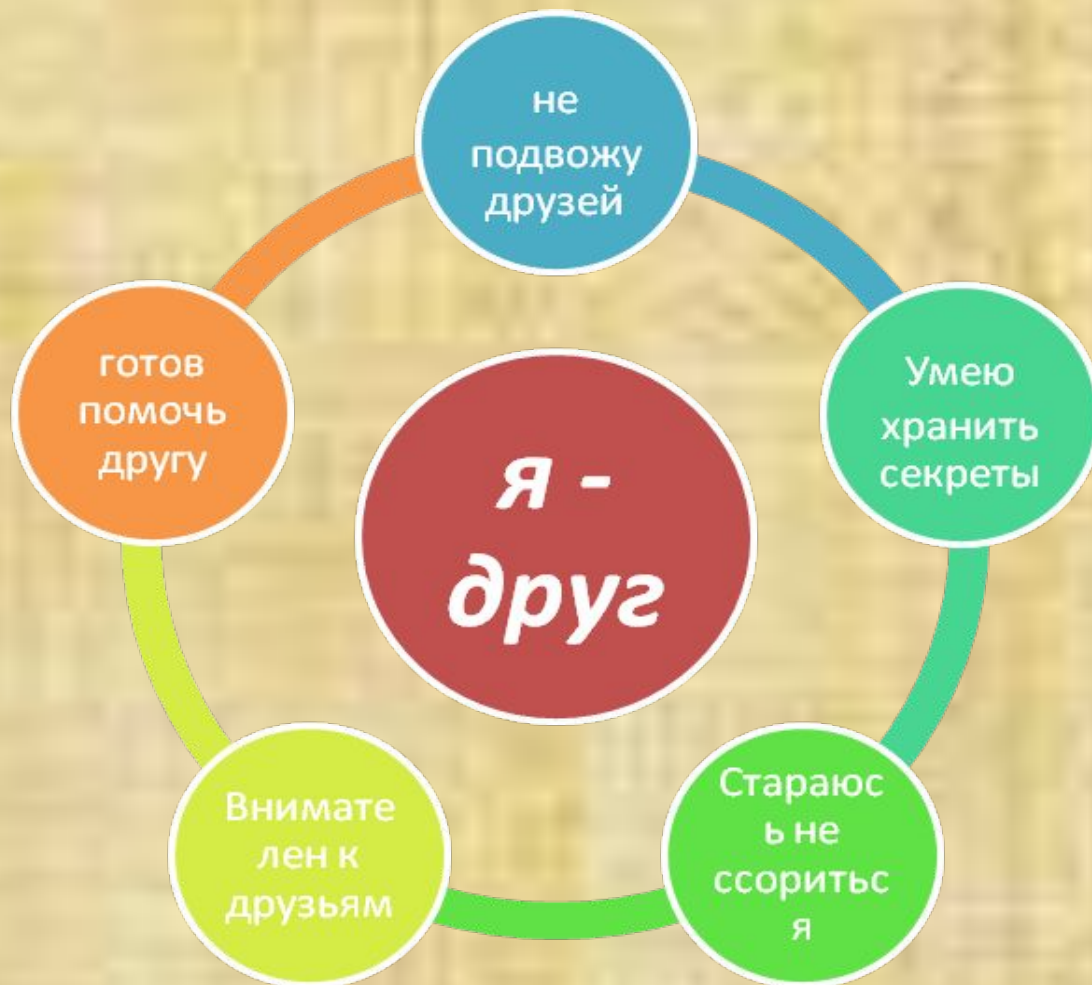 не
подвожу
друзей
готов
помочь
другу
Умею
хранить
секреты
я -
друг
Внимате
лен к
друзьям
Стараюс
ь не
ссоритьс
я